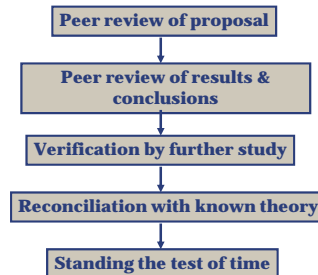 Peer review of proposal
Peer review of results &
conclusions
Verification by further study
Reconciliation with known theory
Standing the test of time